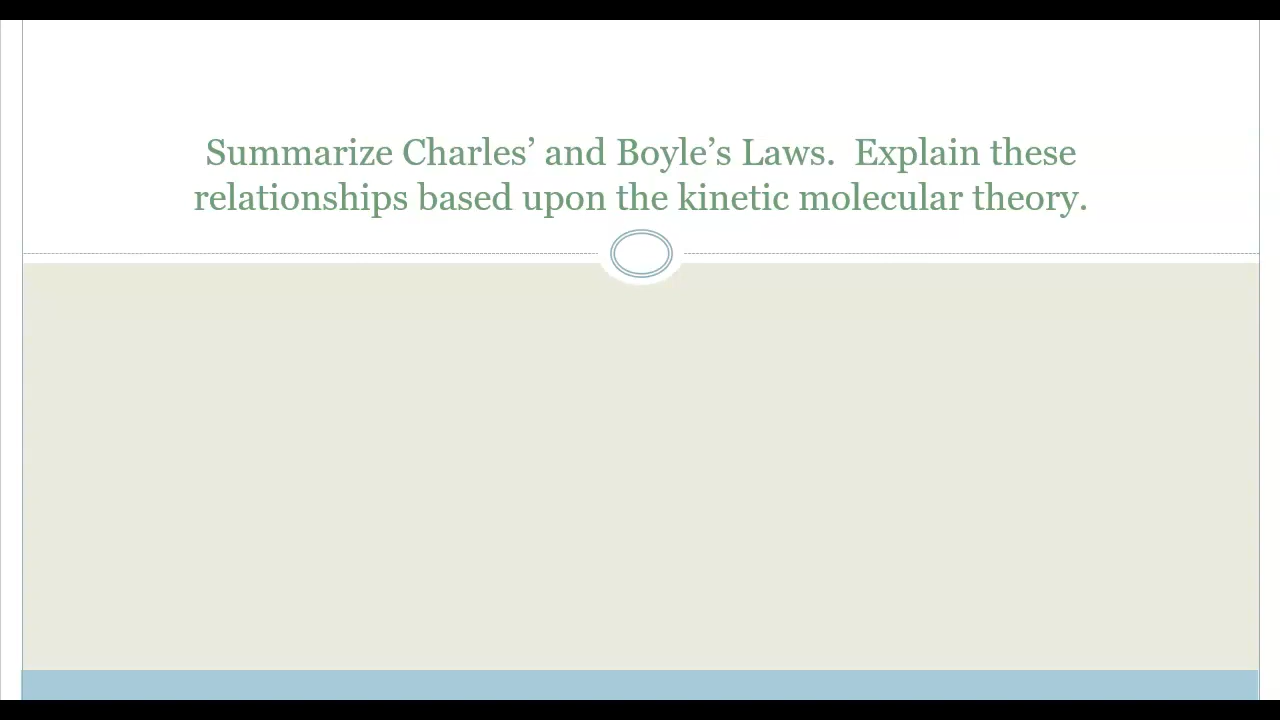 Summarize Charles’ and Boyle’s Laws.  Explain these
relationships based upon the kinetic molecular theory.